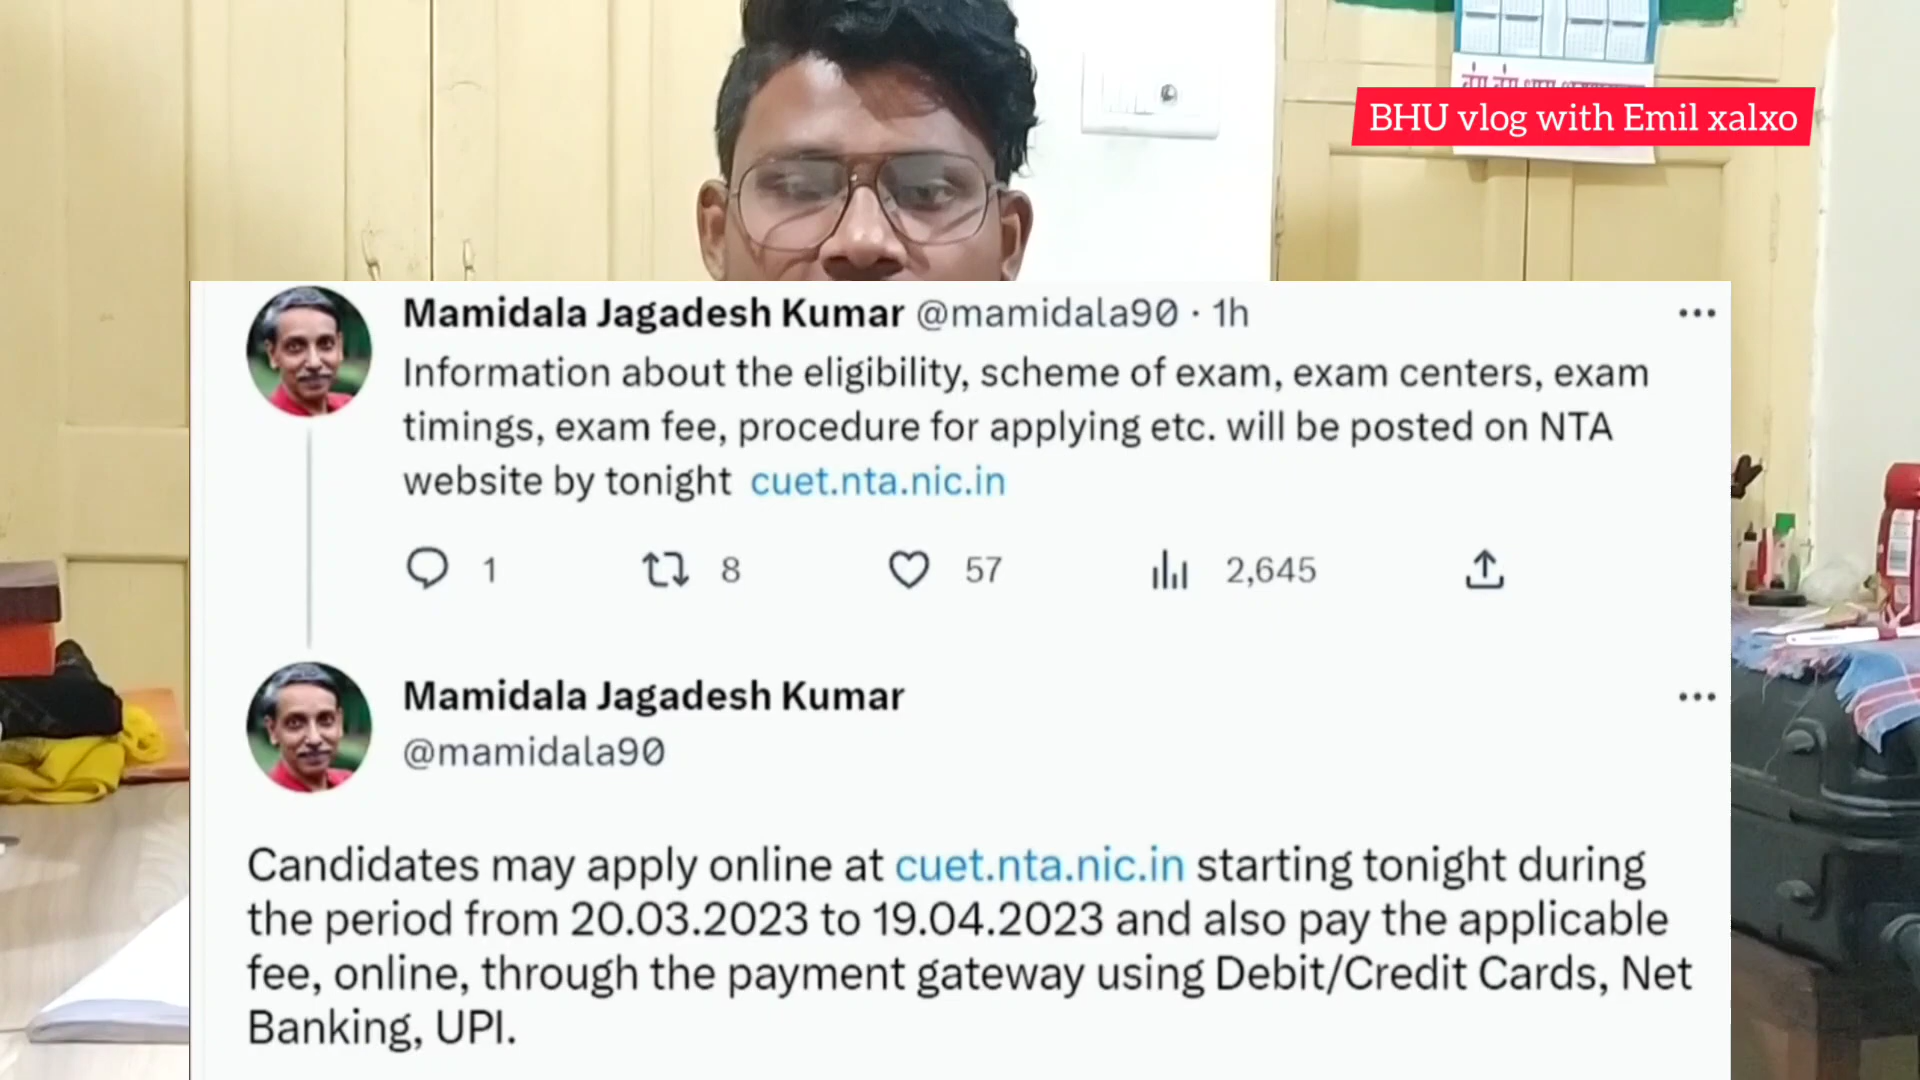 BHU vlog with Emil xalxo
Mamidala Jagadesh Kumar @mamidala90 · 1h
Information about the eligibility, scheme of exam, exam centers, exam
timings, exam fee, procedure for applying etc. will be posted on NTA
website by tonight cuet.nta.nic.in
1 8 57 2,645
Mamidala Jagadesh Kumar
@mamidala90
Candidates may apply online at cuet.nta.nic.in starting tonight during
the period from 20.03.2023 to 19.04.2023 and also pay the applicable
fee, online, through the payment gateway using Debit/Credit Cards, Net
Banking, UPI.